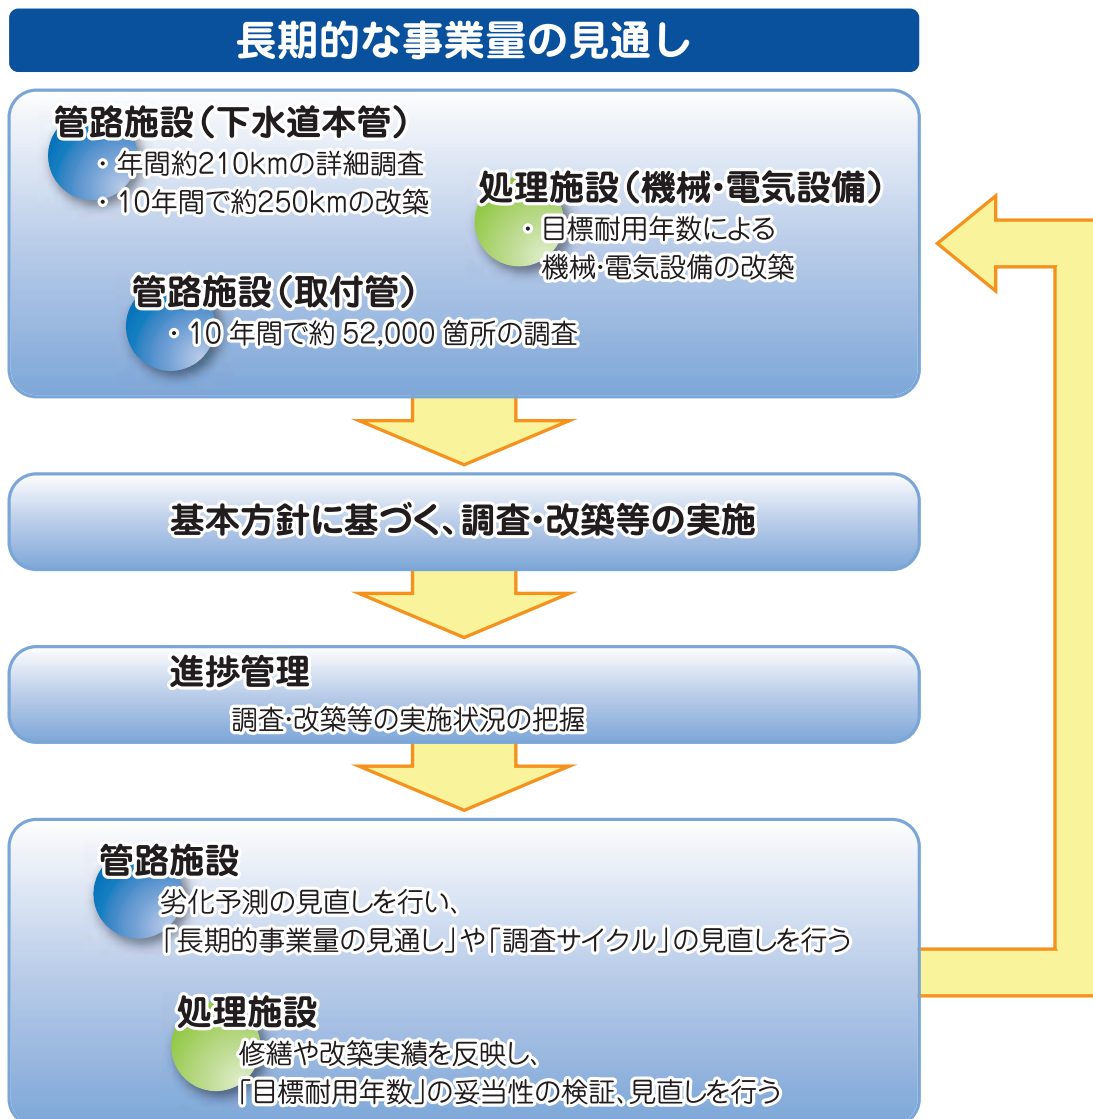 長期的な事業量の見通し
管路施設（下水道本管）
・年間約210kmの詳細調査
・10年間で約250kmの改築
処理施設（機械・電気設備）
・目標耐用年数による
機械・電気設備の改築
管路施設（取付管）
・10年間で約52,000箇所の調査
基本方針に基づく、調査・改築等の実施
進捗管理
調査・改築等の実施状況の把握
管路施設
劣化予測の見直しを行い、
「長期的事業量の見通し」や「調査サイクル」の見直しを行う
処理施設
修繕や改築実績を反映し、
「目標耐用年数」の妥当性の検証、見直しを行う